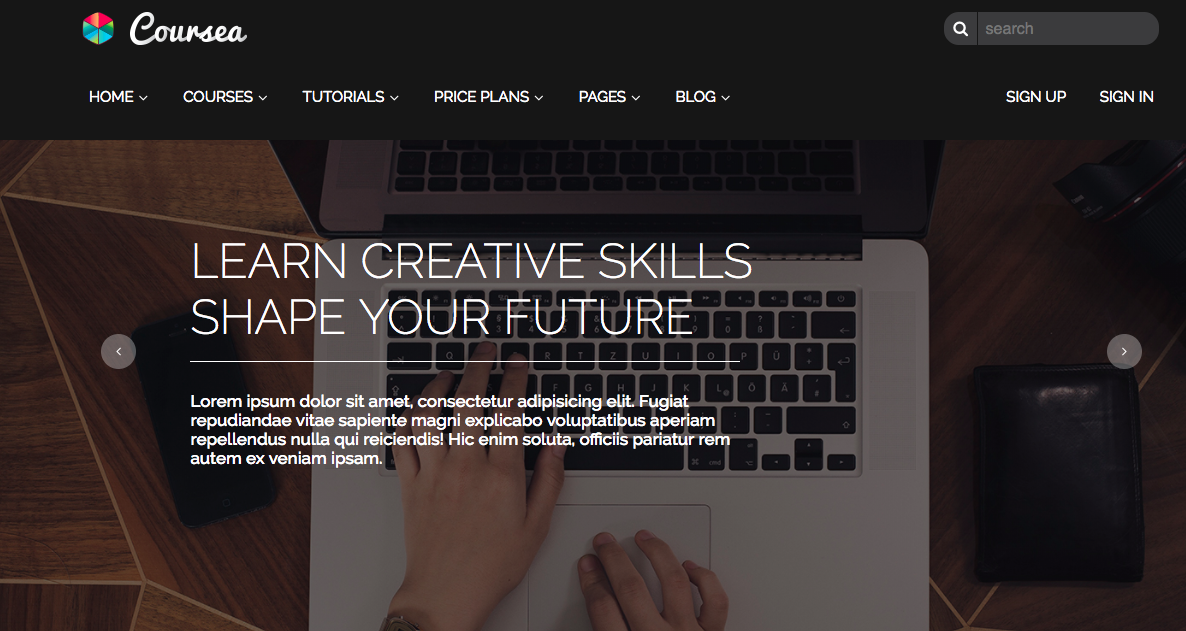 Coursea
search
HOME COURSES TUTORIALS PRICE PLANS PAGES BLOG SIGN UP SIGN IN
LEARN CREATIVE SKILLS
SHAPE YOUR FUTURE
Lorem ipsum dolor sit amet, consectetur adipisicing elit. Fugiat
repudiandae vitae sapiente magni explicabo voluptatibus aperiam
repellendus nulla qui reiciendis! Hic enim soluta, officiis pariatur rem
autem ex veniam ipsam.